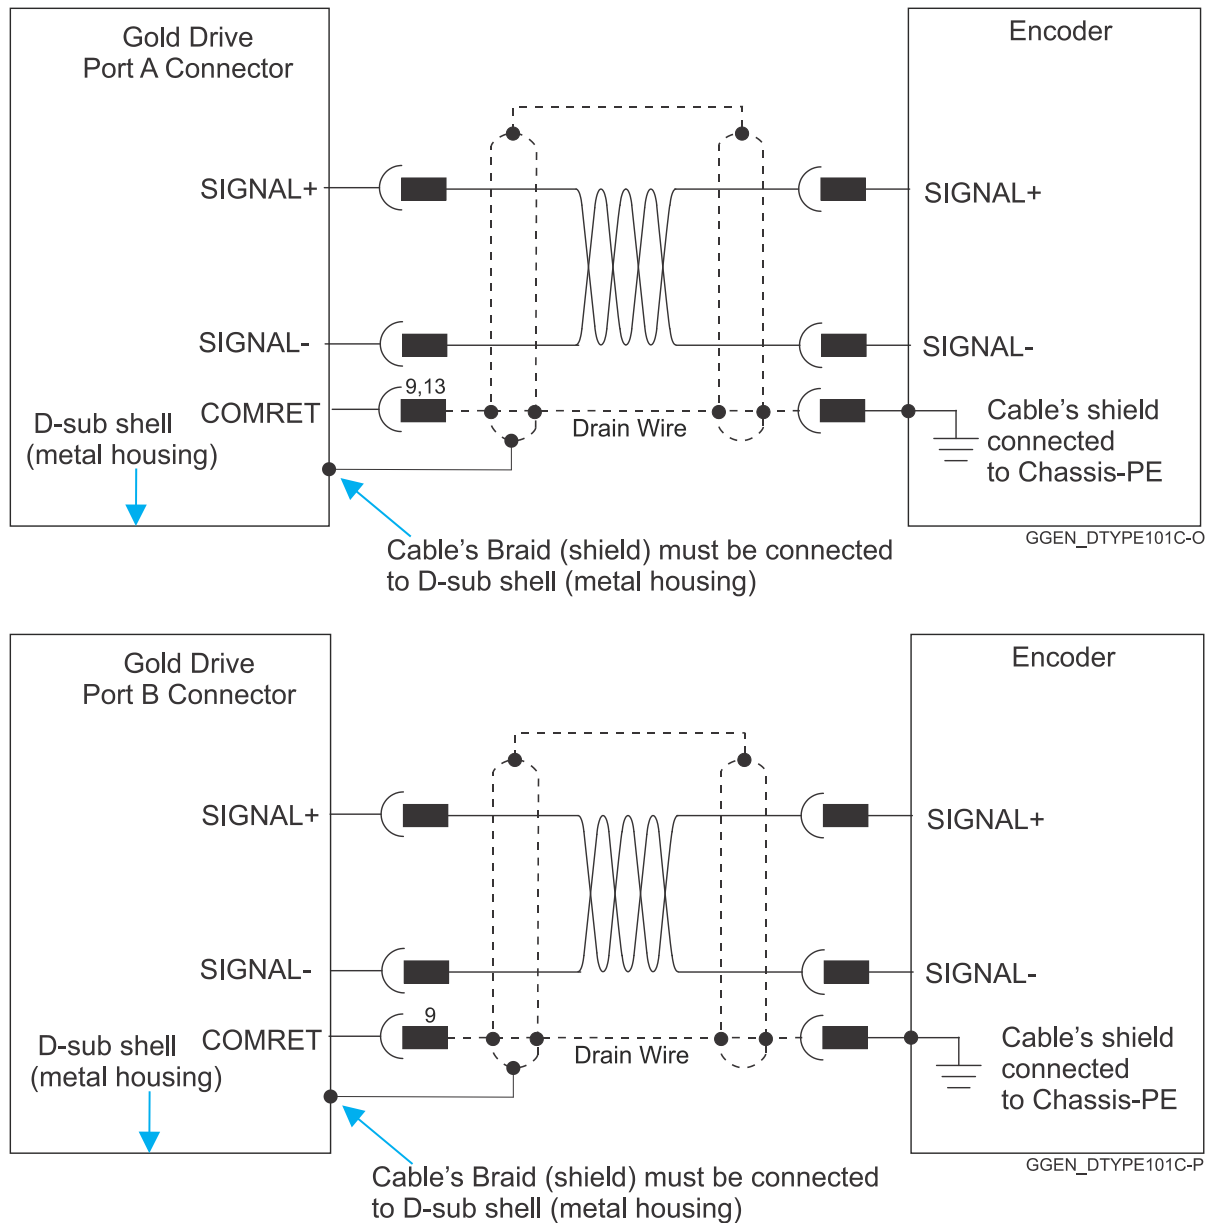 Gold Drive
Port A Connector
Encoder
SIGNAL+
SIGNAL+
SIGNAL-
SIGNAL-
9,13
COMRET
Drain Wire
D-sub shell
(metal housing)
Cable's shield
connected
to Chassis-PE
GGEN_DTYPE101C-O
Cable's Braid (shield) must be connected
to D-sub shell (metal housing)
Gold Drive
Port B Connector
Encoder
SIGNAL+
SIGNAL+
SIGNAL-
SIGNAL-
9
COMRET
Drain Wire
D-sub shell
(metal housing)
Cable's shield
connected
to Chassis-PE
GGEN_DTYPE101C-P
Cable's Braid (shield) must be connected
to D-sub shell (metal housing)